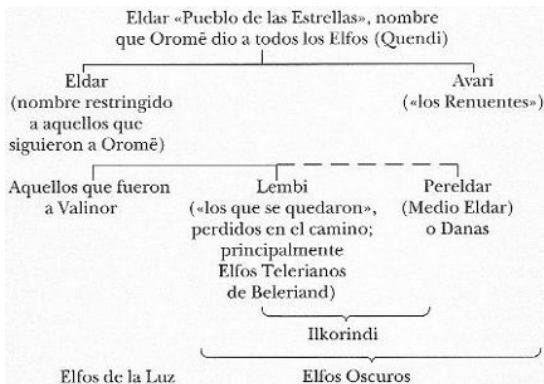 Eldar «Pueblo de las Estrellas», nombre
que Oromë dio a todos los Elfos (Quendi)
Eldar
(nombre restringido
a aquellos que
siguieron a Oromë)
Avari
(«los Renuentes»)
Aquellos que fueron
a Valinor
Lembi
(«los que se quedaron»,
perdidos en el camino;
principalmente
Elfos Telerianos
de Beleriand)
Pereldar
(Medio Eldar)
o Danas
Ilkorindi
Elfos de la Luz
Elfos Oscuros